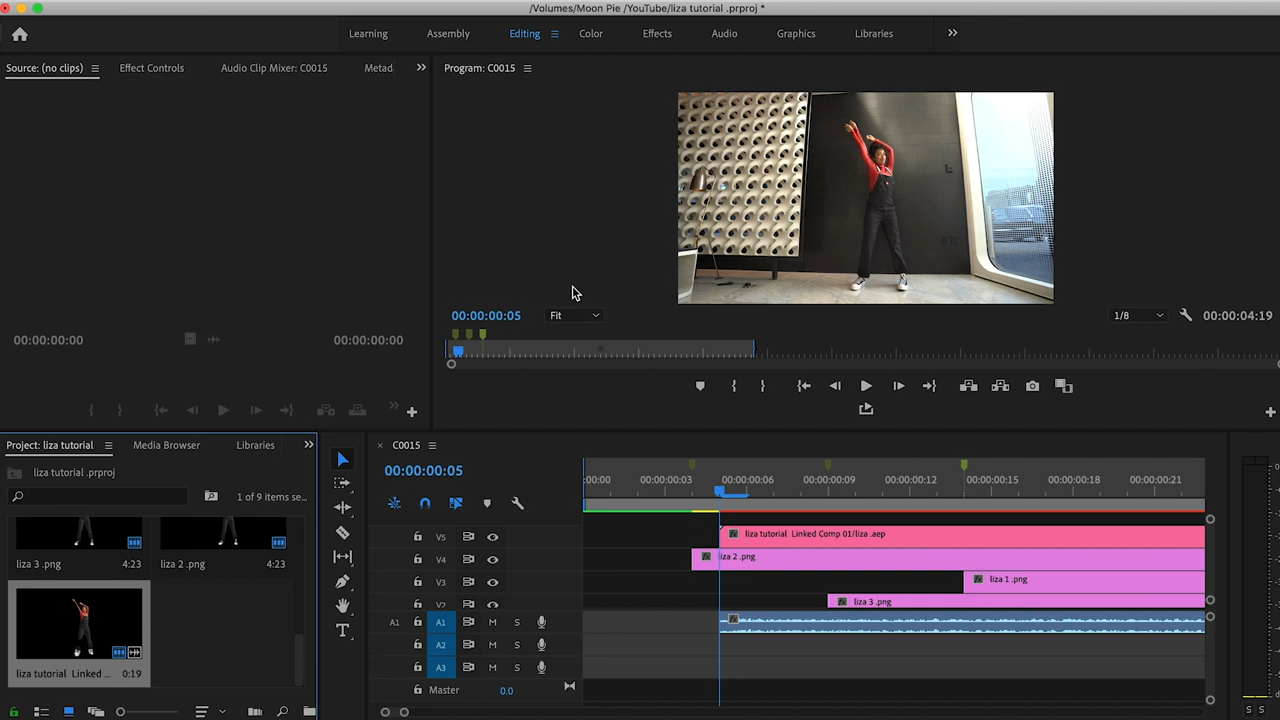 /Volumes/Moon Pie /YouTube/liza tutorial .prproj *
Learning Assembly Editing Color Effects Audio Graphics Libraries
Source: (no clips) Effect Controls Audio Clip Mixer: C0015 Metad
Program: C0015
00:00:00:05 Fit 1/8 00:00:04:19
00:00:00:00 00:00:00:00
Project: liza tutorial Media Browser Libraries
liza tutorial .prproj
1 of 9 items se...
liza 3 .png 4:23 liza 2 .png 4:23
liza tutorial Linked ... 0:19
C0015
00:00:00:05
:00:00 00:00:00:03 00:00:00:06 00:00:00:09 00:00:00:12 00:00:00:15 00:00:00:18 00:00:00:21
V5 liza tutorial Linked Comp 01/liza .aep
V4 liza 2 .png
V3 liza 1 .png
V2 liza 3 .png
A1 A1 M S
A2 M S
A3 M S
Master 0.0
S S